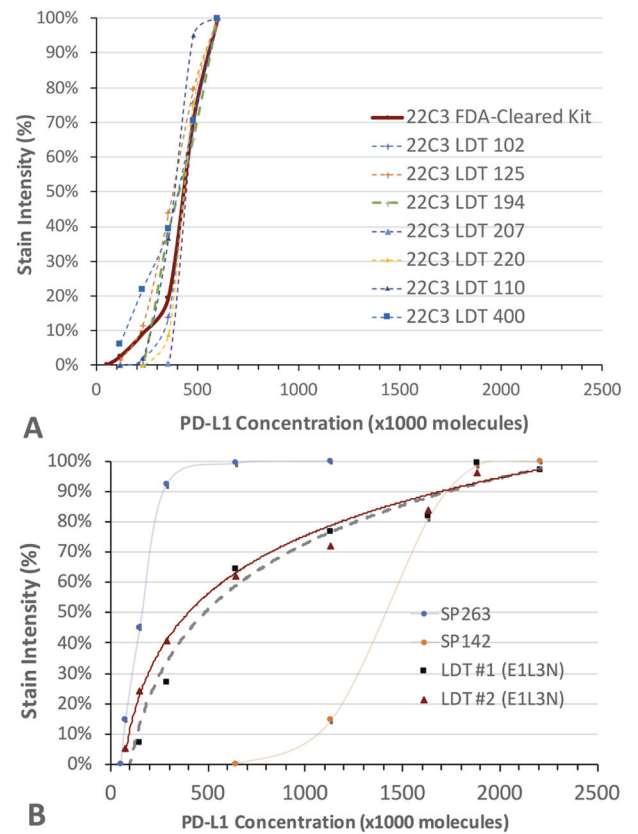 100%
90%
80%
70%
60%
50%
40%
30%
20%
10%
0%
Stain Intensity (%)
22C3 FDA-Cleared Kit
22C3 LDT 102
22C3 LDT 125
22C3 LDT 194
22C3 LDT 207
22C3 LDT 220
22C3 LDT 110
22C3 LDT 400
0 500 1000 1500 2000 2500
PD-L1 Concentration (x1000 molecules)
A
100%
90%
80%
70%
60%
50%
40%
30%
20%
10%
0%
Stain Intensity (%)
SP263
SP142
LDT #1 (E1L3N)
LDT #2 (E1L3N)
0 500 1000 1500 2000 2500
PD-L1 Concentration (x1000 molecules)
B